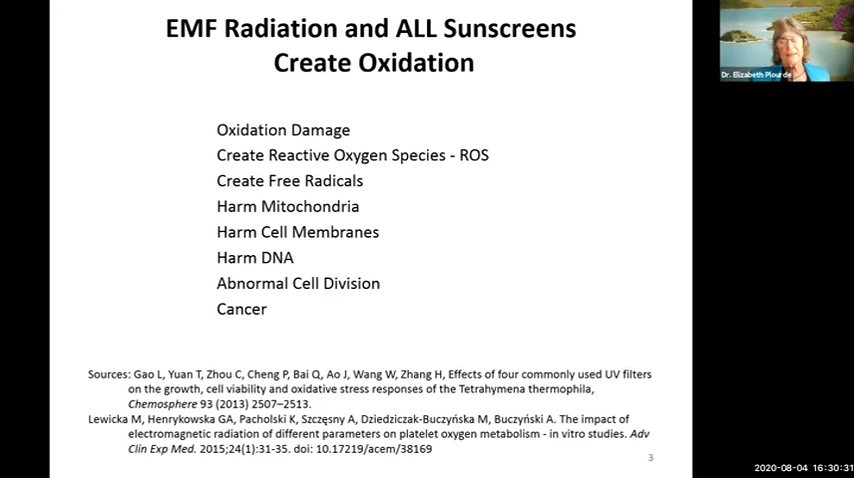 EMF Radiation and ALL Sunscreens
Create Oxidation
Dr. Elizabeth Plourde
Oxidation Damage
Create Reactive Oxygen Species - ROS
Create Free Radicals
Harm Mitochondria
Harm Cell Membranes
Harm DNA
Abnormal Cell Division
Cancer
Sources: Gao L, Yuan T, Zhou C, Cheng P, Bai Q, Ao J, Wang W, Zhang H, Effects of four commonly used UV filters
on the growth, cell viability and oxidative stress responses of the Tetrahymena thermophila,
Chemosphere 93 (2013) 2507–2513.
Lewicka M, Henrykowska GA, Pacholski K, Szczęsny A, Dziedziczak-Buczyńska M, Buczyński A. The impact of
electromagnetic radiation of different parameters on platelet oxygen metabolism - in vitro studies. Adv
Clin Exp Med. 2015;24(1):31-35. doi: 10.17219/acem/38169
3
2020-08-04 16:30:31